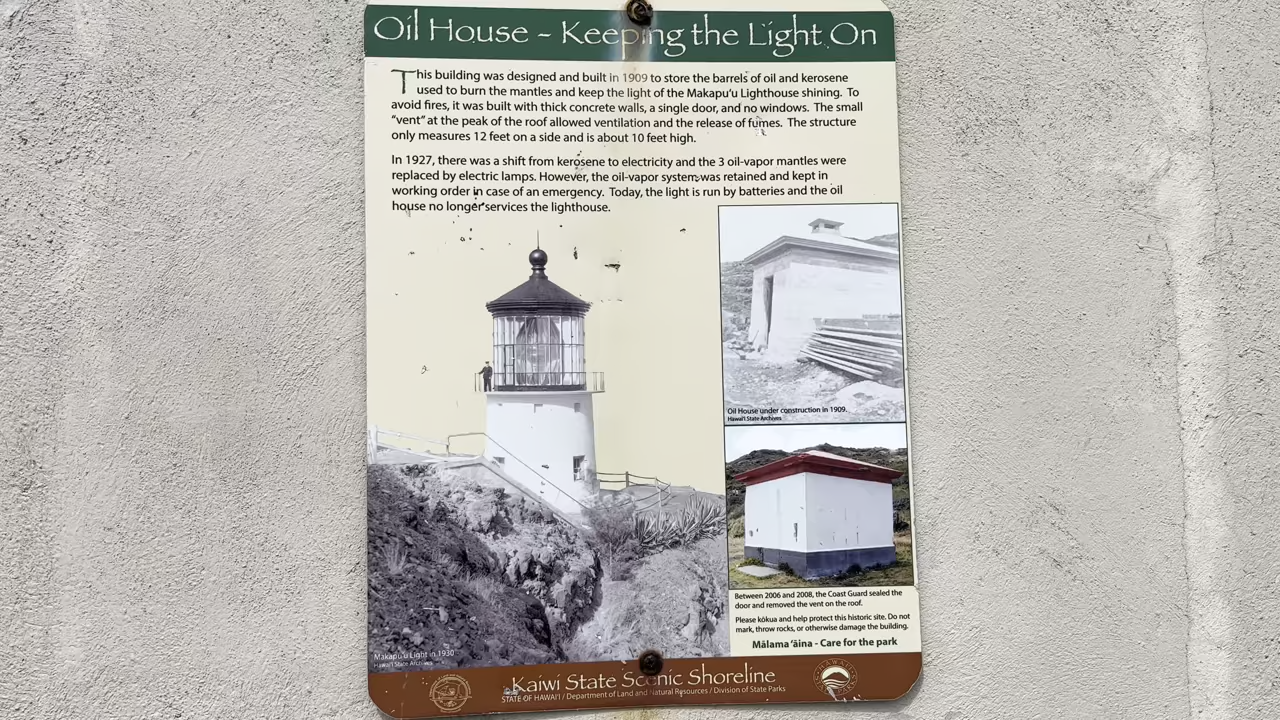 Oil House - Keeping the Light On
This building was designed and built in 1909 to store the barrels of oil and kerosene
used to burn the mantles and keep the light of the Makapu'u Lighthouse shining. To
avoid fires, it was built with thick concrete walls, a single door, and no windows. The small
"vent" at the peak of the roof allowed ventilation and the release of fumes. The structure
only measures 12 feet on a side and is about 10 feet high.
In 1927, there was a shift from kerosene to electricity and the 3 oil-vapor mantles were
replaced by electric lamps. However, the oil-vapor system was retained and kept in
working order in case of an emergency. Today, the light is run by batteries and the oil
house no longer services the lighthouse.
Oil House under construction in 1909.
Hawai'i State Archives
Between 2006 and 2008, the Coast Guard sealed the
door and removed the vent on the roof.
Please kōkua and help protect this historic site. Do not
mark, throw rocks, or otherwise damage the building.
Mālama 'āina - Care for the park
Makapu'u Light in 1930
Hawai'i State Archives
Kaiwi State Scenic Shoreline
STATE OF HAWAI'I / Department of Land and Natural Resources / Division of State Parks